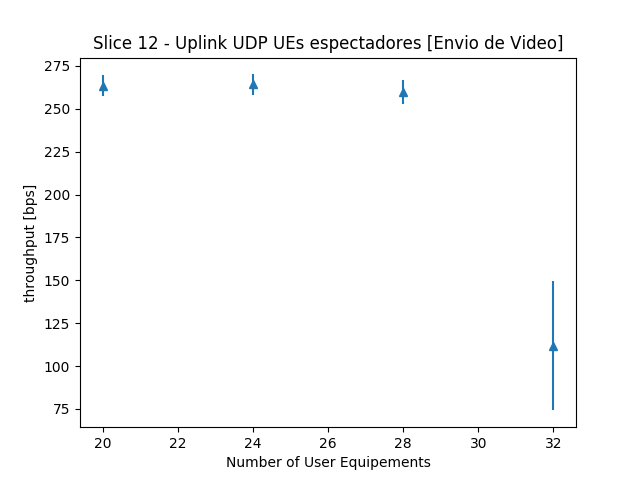 Slice 12 - Uplink UDP UEs espectadores [Envio de Video]
275
250
225
200
175
150
125
100
75
throughput [bps]
20 22 24 26 28 30 32
Number of User Equipements